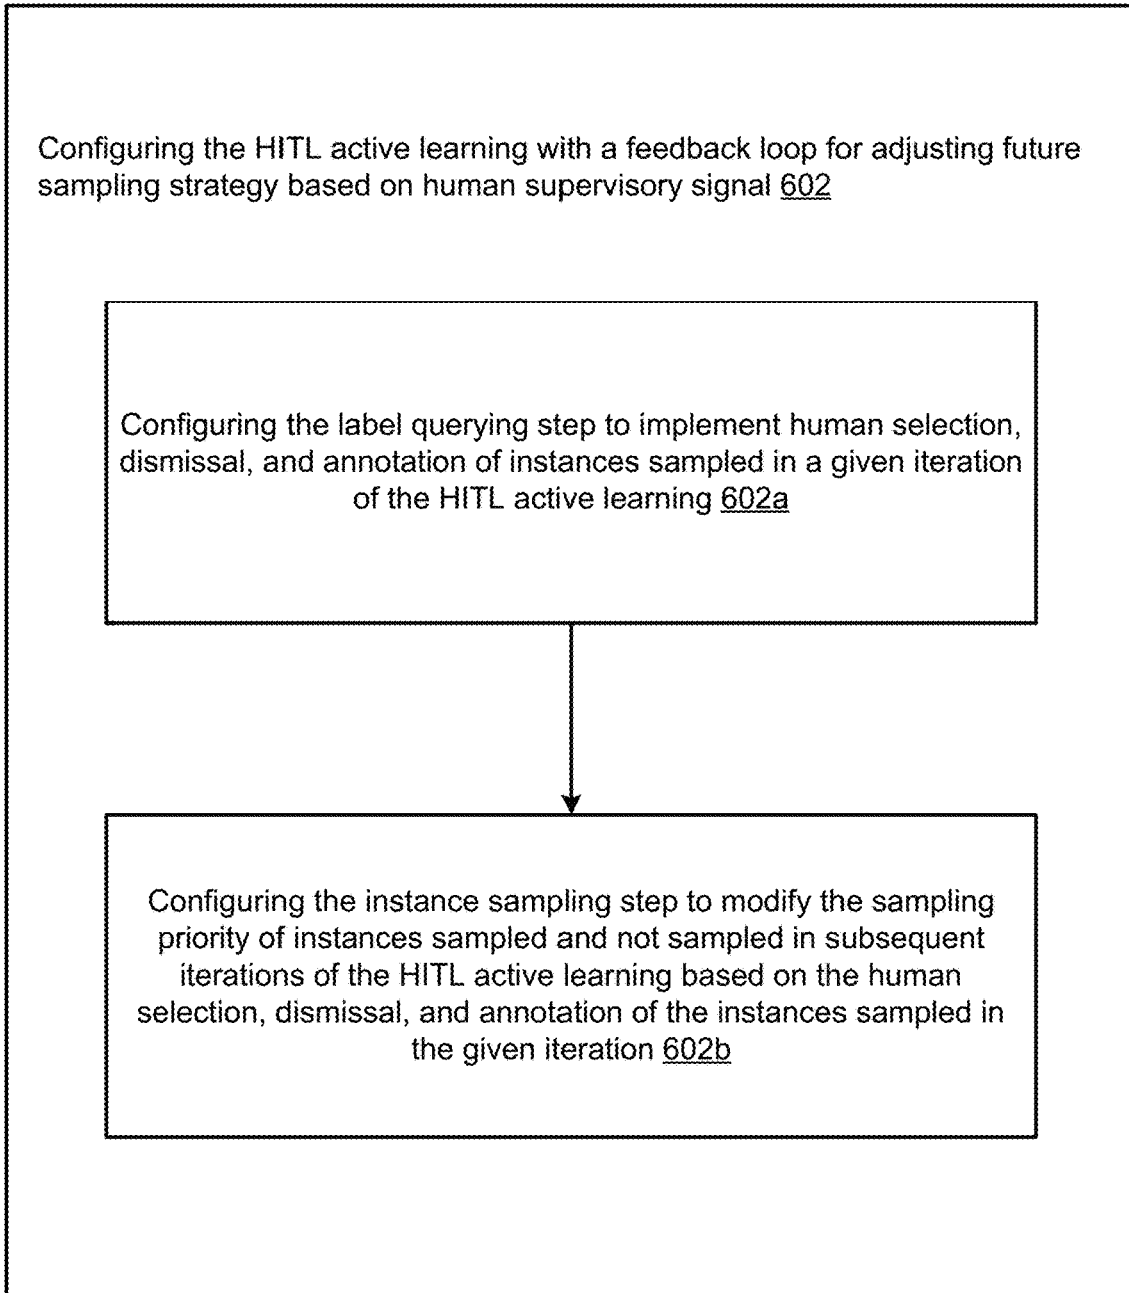 Configuring the HITL active learning with a feedback loop for adjusting future
sampling strategy based on human supervisory signal 602
Configuring the label querying step to implement human selection,
dismissal, and annotation of instances sampled in a given iteration
of the HITL active learning 602a
Configuring the instance sampling step to modify the sampling
priority of instances sampled and not sampled in subsequent
iterations of the HITL active learning based on the human
selection, dismissal, and annotation of the instances sampled in
the given iteration 602b